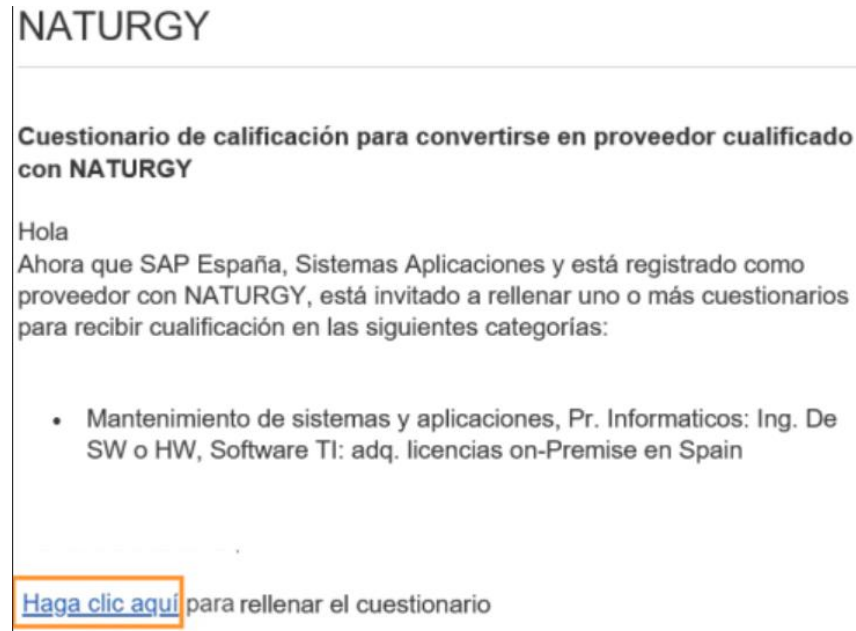 NATURGY
Cuestionario de calificación para convertirse en proveedor cualificado
con NATURGY
Hola
Ahora que SAP España, Sistemas Aplicaciones y está registrado como
proveedor con NATURGY, está invitado a rellenar uno o más cuestionarios
para recibir cualificación en las siguientes categorías:
• Mantenimiento de sistemas y aplicaciones, Pr. Informaticos: Ing. De
SW o HW, Software TI: adq. licencias on-Premise en Spain
Haga clic aquí para rellenar el cuestionario